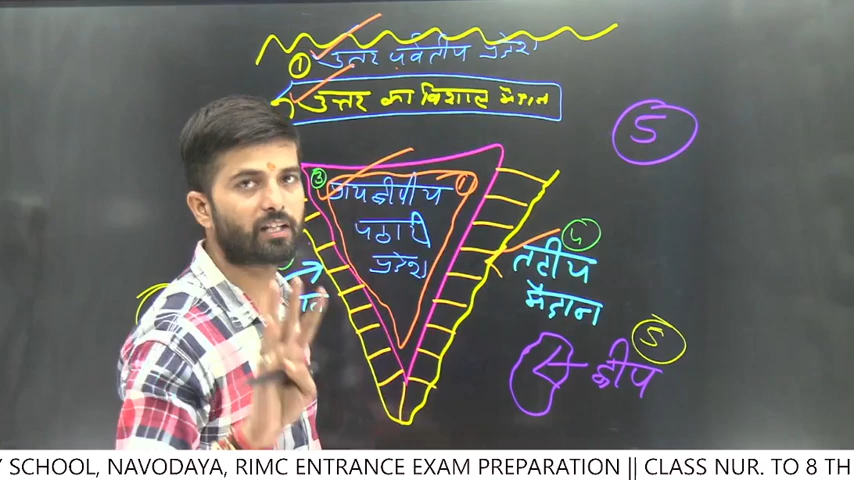 ① उत्तर पर्वतीय प्रदेश
उत्तर का विशाल मैदान
5
③ प्रायद्वीपीय
पठारी
प्रदेश
④
तटीय
मैदान
5
द्वीप
Y SCHOOL, NAVODAYA, RIMC ENTRANCE EXAM PREPARATION || CLASS NUR. TO 8 TH